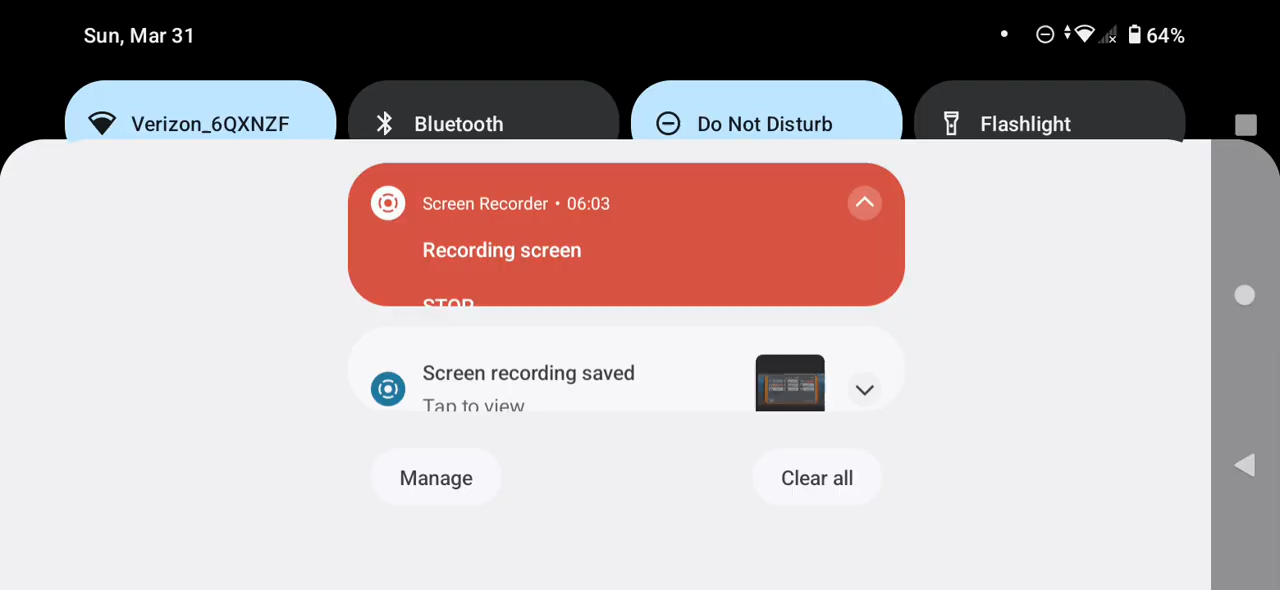 Sun, Mar 31
64%
Verizon_6QXNZF
Bluetooth
Do Not Disturb
Flashlight
Screen Recorder • 06:03
Recording screen
STOP
Screen recording saved
Tap to view
Manage
Clear all